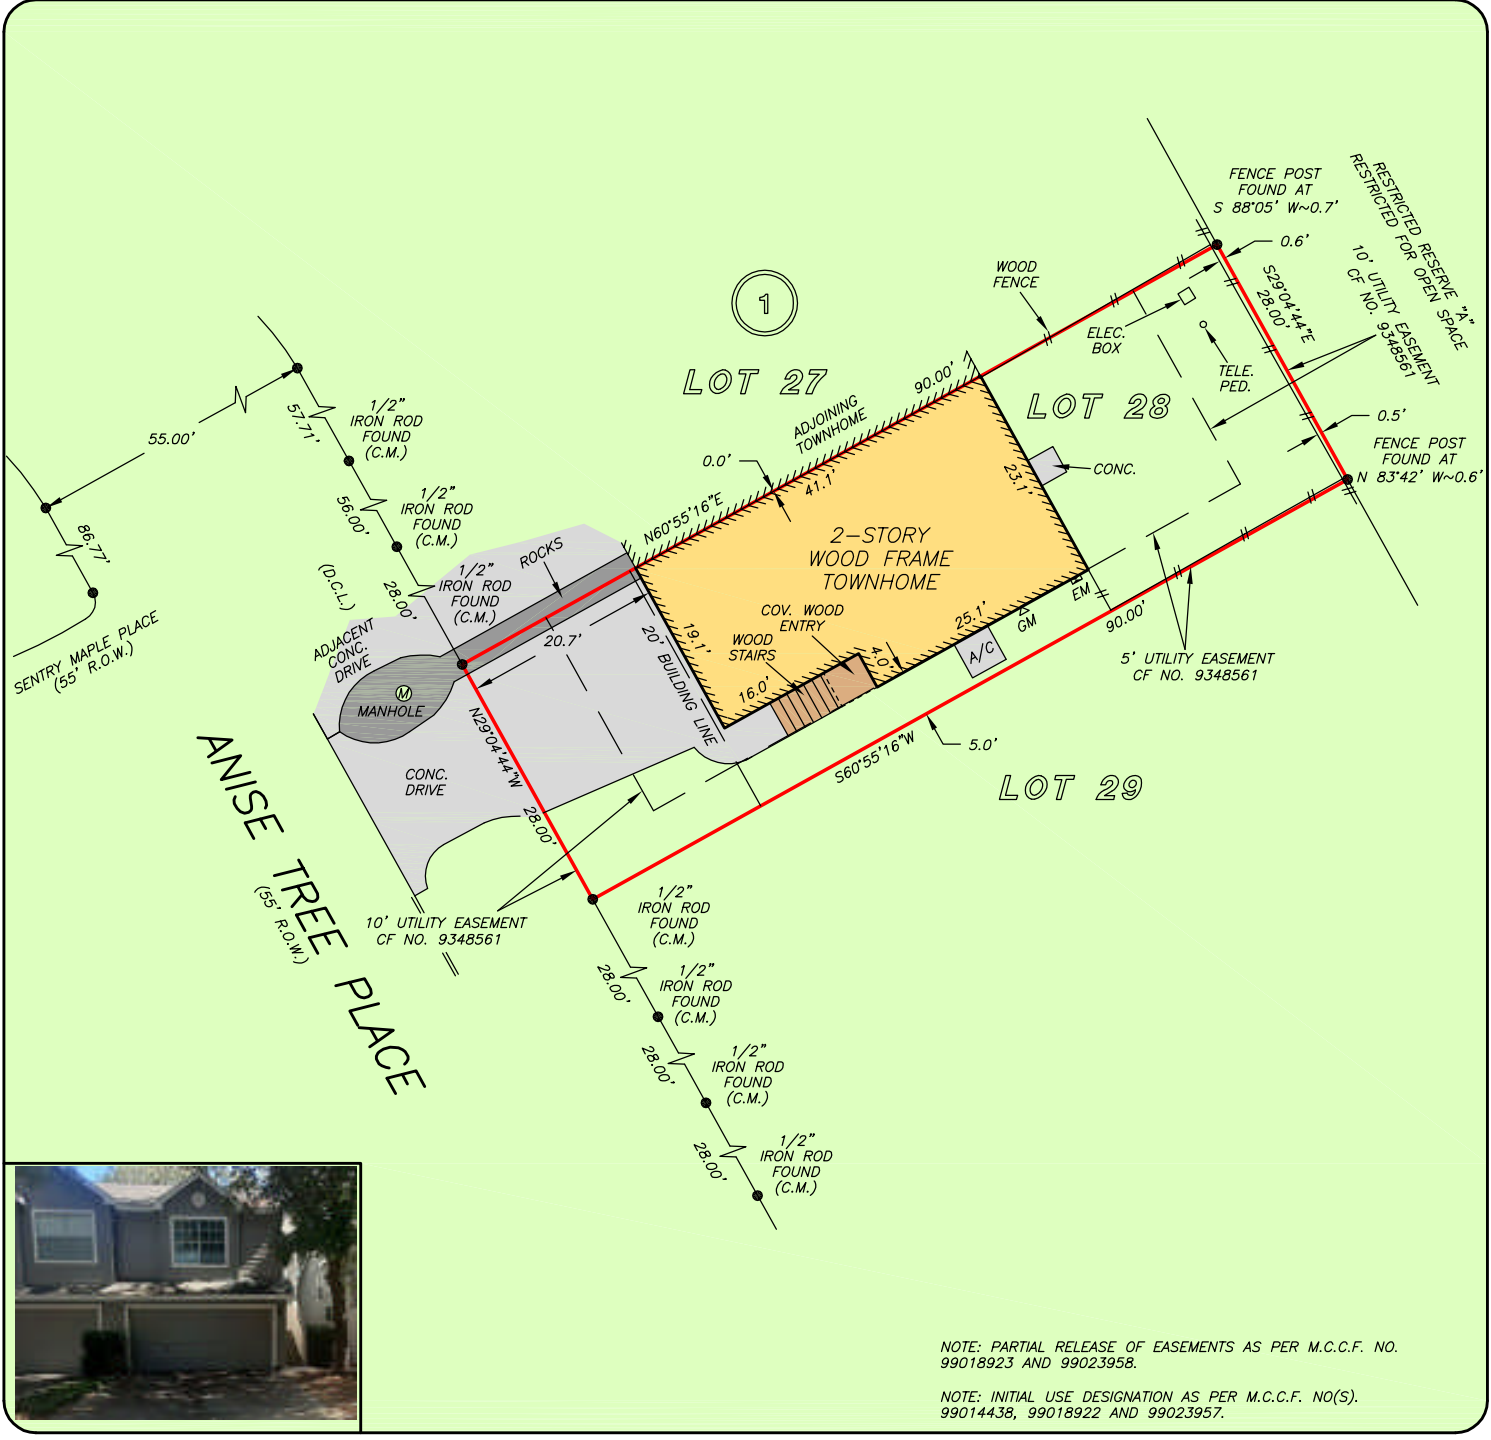 FENCE POST
FOUND AT
S 88°05' W~0.7'
RESTRICTED RESERVE "A"
RESTRICTED FOR OPEN SPACE
0.6'
10' UTILITY EASEMENT
CF NO. 9348561
S29°04'44"E
28.00'
WOOD
FENCE
1
ELEC.
BOX
TELE.
PED.
LOT 27
90.00'
LOT 28
ADJOINING
TOWNHOME
0.5'
FENCE POST
FOUND AT
N 83°42' W~0.6'
57.71'
1/2"
IRON ROD
FOUND
(C.M.)
55.00'
0.0'
41.1'
23.1'
CONC.
56.00'
1/2"
IRON ROD
FOUND
(C.M.)
N60°55'16"E
86.77'
2-STORY
WOOD FRAME
TOWNHOME
ROCKS
(D.C.L.)
28.00'
1/2"
IRON ROD
FOUND
(C.M.)
EM
GM
90.00'
COV. WOOD
ENTRY
25.1'
SENTRY MAPLE PLACE
(55' R.O.W.)
ADJACENT
CONC.
DRIVE
20.7'
19.1'
WOOD
STAIRS
4.0'
A/C
5' UTILITY EASEMENT
CF NO. 9348561
M
MANHOLE
20' BUILDING LINE
16.0'
N29°04'44"W
28.00'
S60°55'16"W
5.0'
CONC.
DRIVE
LOT 29
ANISE TREE PLACE
(55' R.O.W.)
10' UTILITY EASEMENT
CF NO. 9348561
1/2"
IRON ROD
FOUND
(C.M.)
28.00'
1/2"
IRON ROD
FOUND
(C.M.)
28.00'
1/2"
IRON ROD
FOUND
(C.M.)
28.00'
1/2"
IRON ROD
FOUND
(C.M.)
NOTE: PARTIAL RELEASE OF EASEMENTS AS PER M.C.C.F. NO.
99018923 AND 99023958.
NOTE: INITIAL USE DESIGNATION AS PER M.C.C.F. NO(S).
99014438, 99018922 AND 99023957.